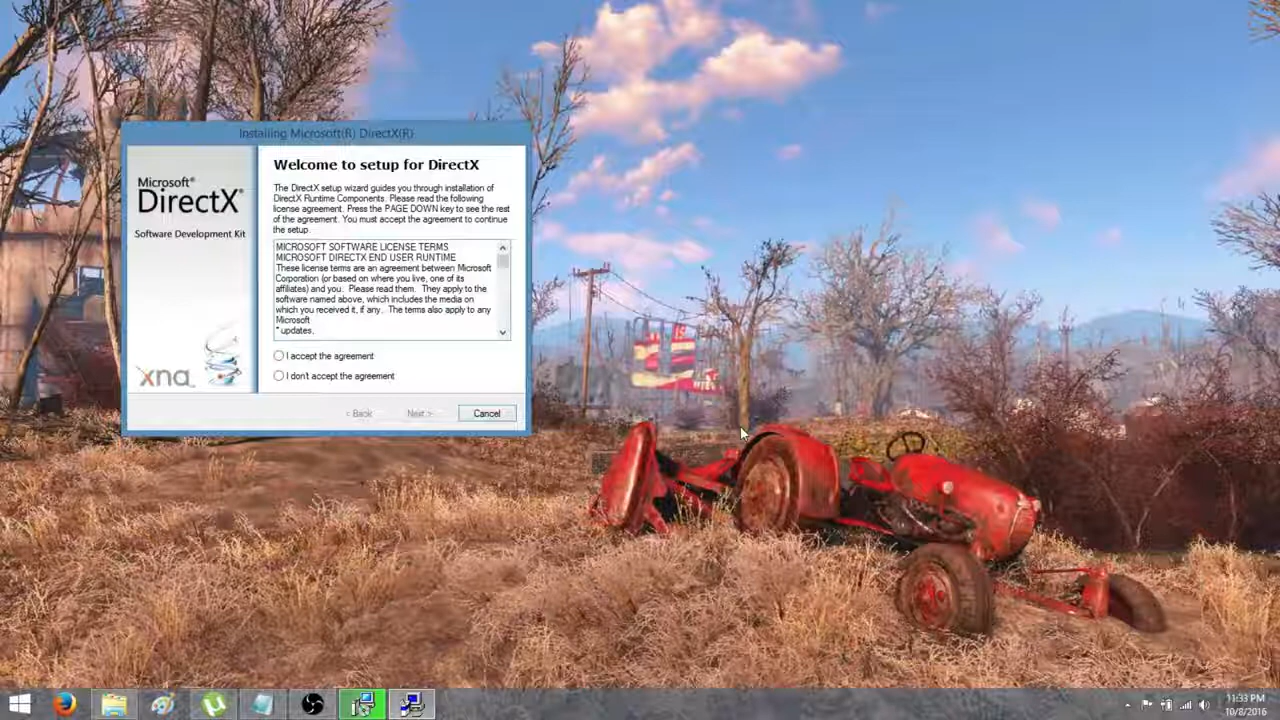 Installing Microsoft(R) DirectX(R)
Microsoft®
DirectX®
Software Development Kit
xna
Welcome to setup for DirectX
The DirectX setup wizard guides you through installation of
DirectX Runtime Components. Please read the following
license agreement. Press the PAGE DOWN key to see the rest
of the agreement. You must accept the agreement to continue
the setup.
MICROSOFT SOFTWARE LICENSE TERMS
MICROSOFT DIRECTX END USER RUNTIME
These license terms are an agreement between Microsoft
Corporation (or based on where you live, one of its
affiliates) and you. Please read them. They apply to the
software named above, which includes the media on
which you received it, if any. The terms also apply to any
Microsoft
* updates,
I accept the agreement
I don't accept the agreement
< Back
Next >
Cancel
11:33 PM
10/8/2016